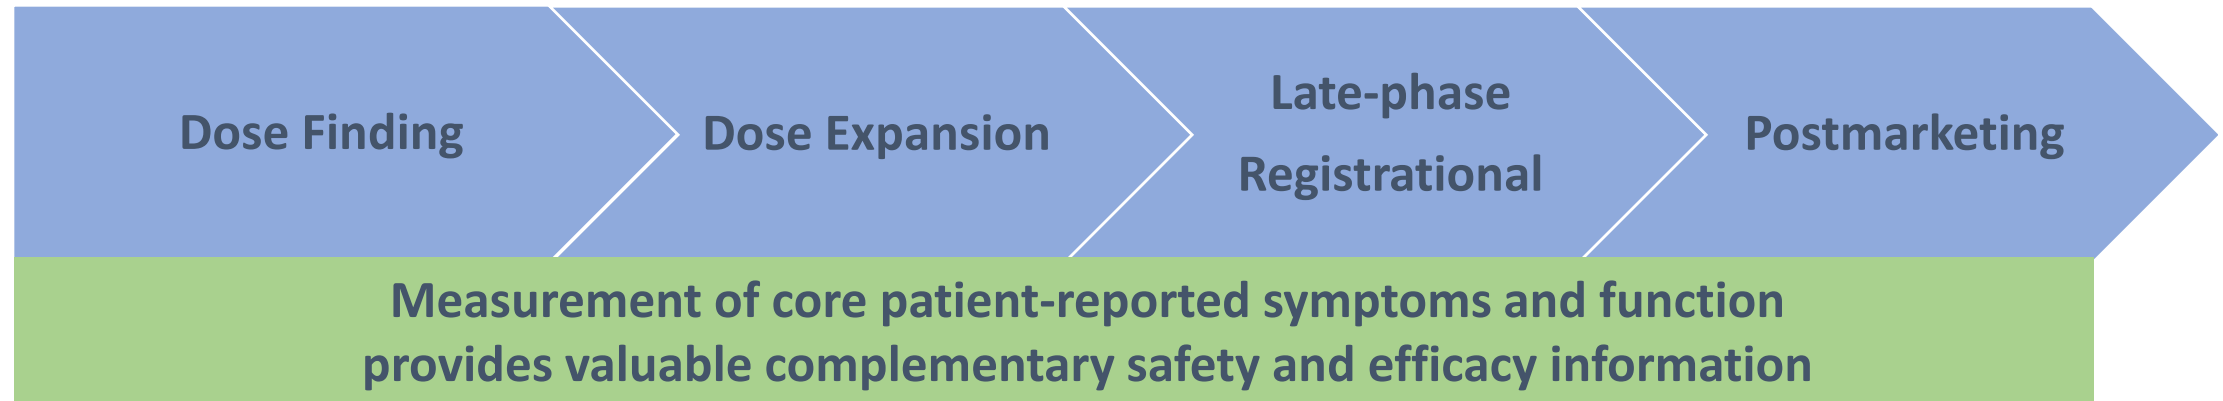 Dose Finding
Dose Expansion
Late-phase
Registrational
Postmarketing
Measurement of core patient-reported symptoms and function
provides valuable complementary safety and efficacy information